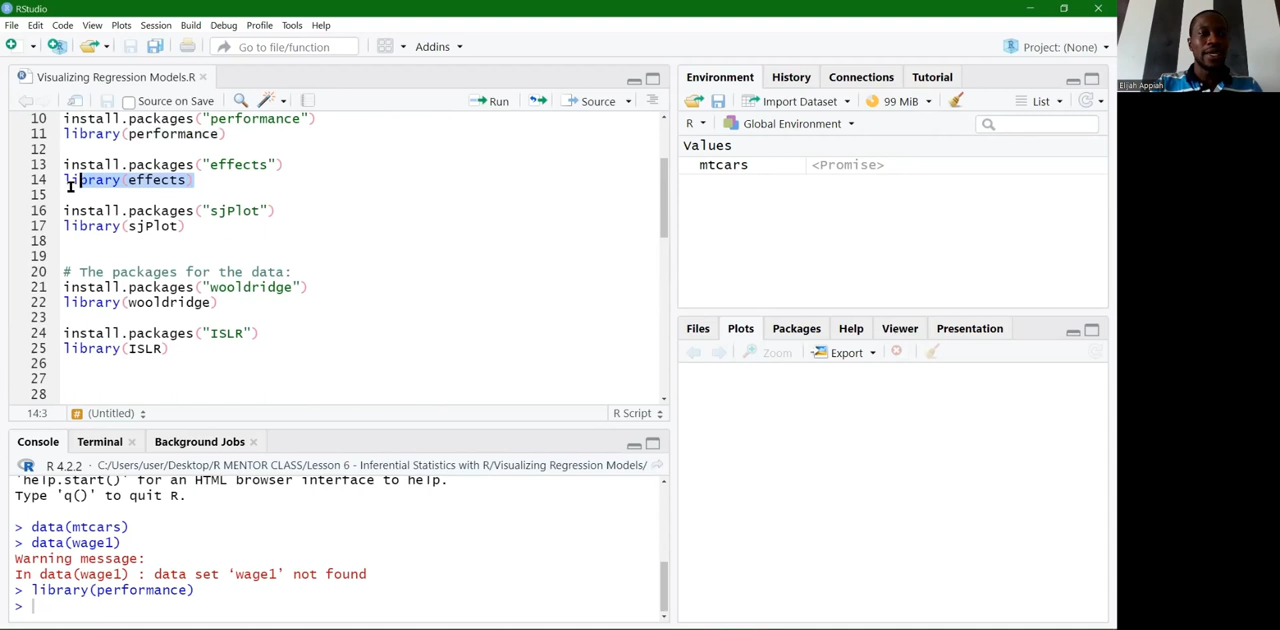 RStudio
File Edit Code View Plots Session Build Debug Profile Tools Help
Go to file/function Addins Project: (None)
Visualizing Regression Models.R
Source on Save Run Source
10 install.packages("performance")
11 library(performance)
12
13 install.packages("effects")
14 library(effects)
15
16 install.packages("sjPlot")
17 library(sjPlot)
18
19
20 # The packages for the data:
21 install.packages("wooldridge")
22 library(wooldridge)
23
24 install.packages("ISLR")
25 library(ISLR)
26
27
28
14:3 (Untitled) R Script
Console Terminal Background Jobs
R 4.2.2 · C:/Users/user/Desktop/R MENTOR CLASS/Lesson 6 - Inferential Statistics with R/Visualizing Regression Models/
'help.start()' for an HTML browser interface to help.
Type 'q()' to quit R.
> data(mtcars)
> data(wage1)
Warning message:
In data(wage1) : data set ‘wage1’ not found
> library(performance)
>
Environment History Connections Tutorial
Import Dataset 99 MiB List
R Global Environment
Values
mtcars <Promise>
Files Plots Packages Help Viewer Presentation
Zoom Export
Elijah Appiah